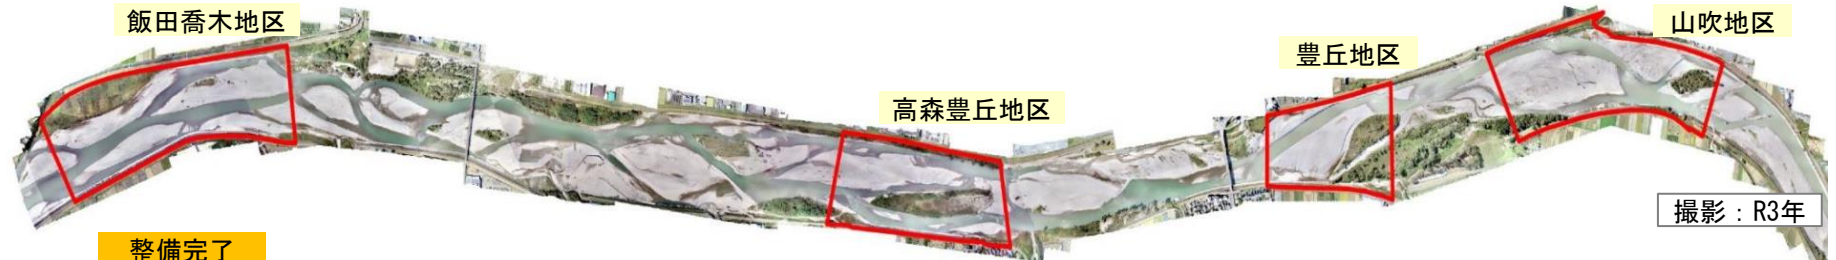 飯田喬木地区
山吹地区
豊丘地区
高森豊丘地区
撮影：R3年
整備完了